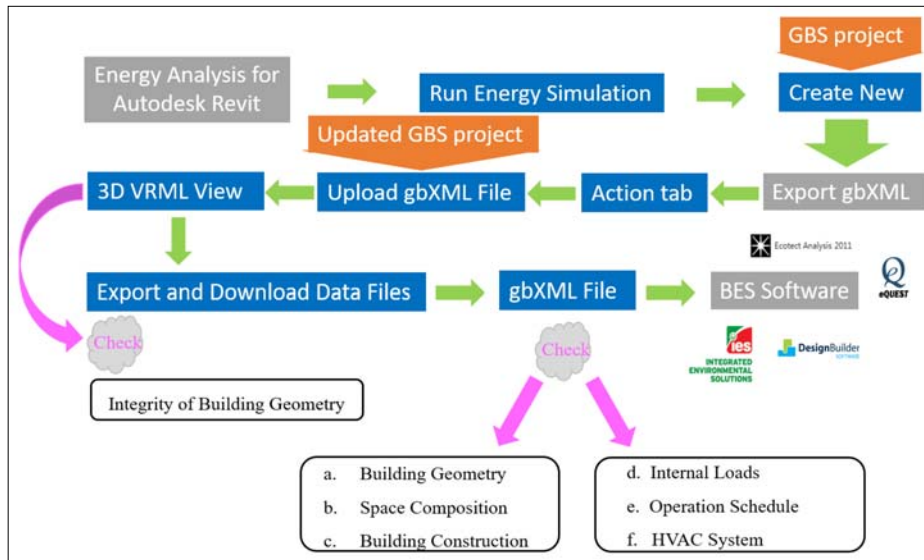 GBS project
Energy Analysis for
Autodesk Revit
Run Energy Simulation
Create New
Updated GBS project
3D VRML View
Upload gbXML File
Action tab
Export gbXML
Ecotect Analysis 2011
Export and Download Data Files
gbXML File
BES Software
eQUEST
Check
Check
ies
INTEGRATED
ENVIRONMENTAL
SOLUTIONS
DesignBuilder
SOFTWARE
Integrity of Building Geometry
a. Building Geometry
b. Space Composition
c. Building Construction
d. Internal Loads
e. Operation Schedule
f. HVAC System